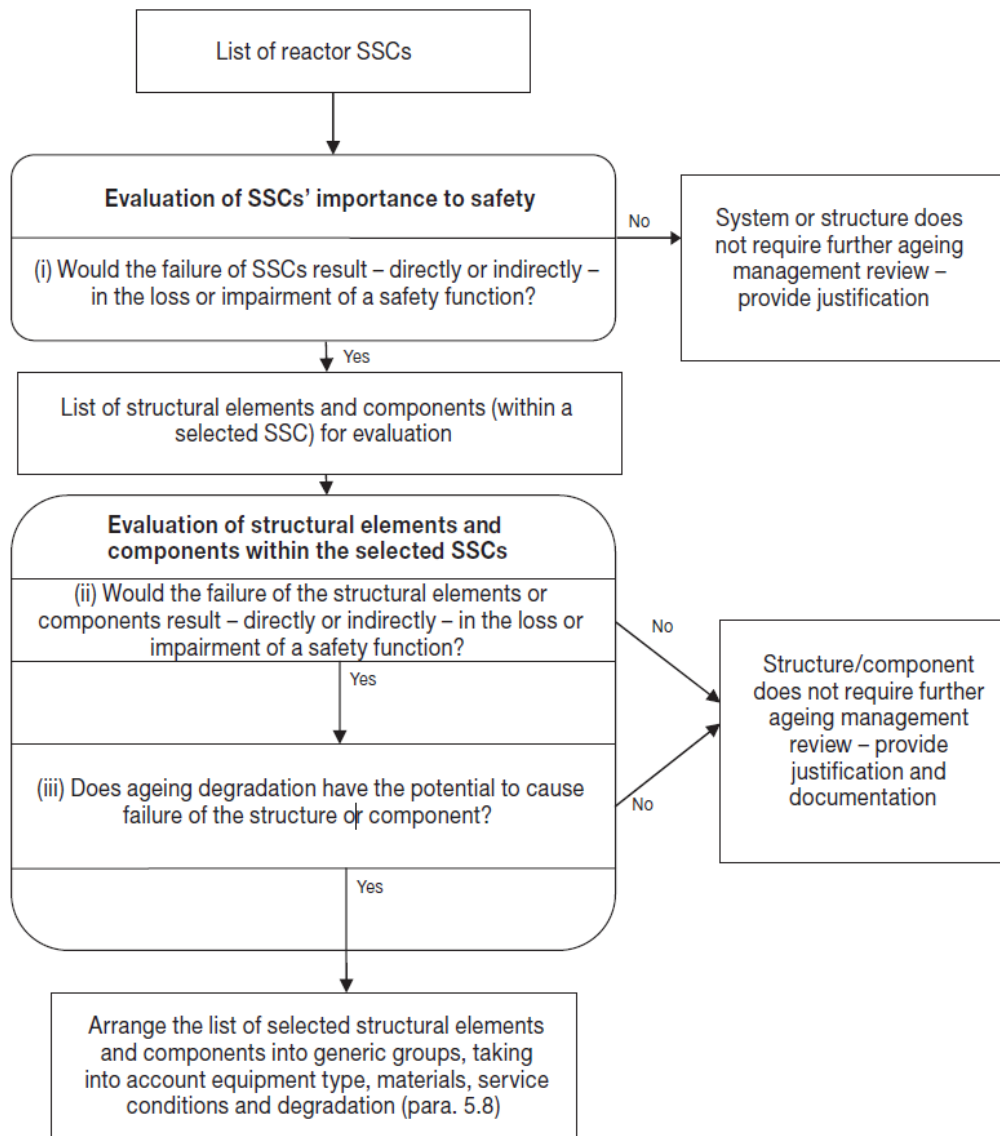 List of reactor SSCs
Evaluation of SSCs’ importance to safety
(i) Would the failure of SSCs result – directly or indirectly –
in the loss or impairment of a safety function?
No
System or structure does
not require further ageing
management review –
provide justification
Yes
List of structural elements and components (within a
selected SSC) for evaluation
Evaluation of structural elements and
components within the selected SSCs
(ii) Would the failure of the structural elements or
components result – directly or indirectly – in the loss or
impairment of a safety function?
No
Yes
Structure/component
does not require further
ageing management
review – provide
justification and
documentation
(iii) Does ageing degradation have the potential to cause
failure of the structure or component?
No
Yes
Arrange the list of selected structural elements
and components into generic groups, taking
into account equipment type, materials, service
conditions and degradation (para. 5.8)